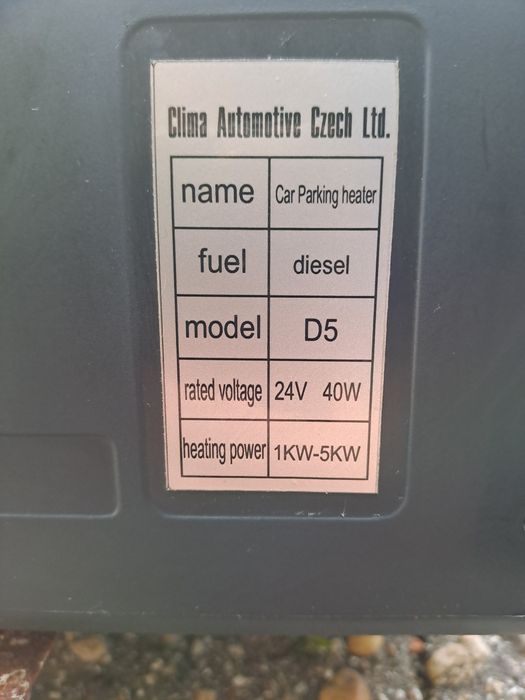 Clima Automotive Czech Ltd.
name Car Parking heater
fuel diesel
model D5
rated voltage 24V 40W
heating power 1KW-5KW